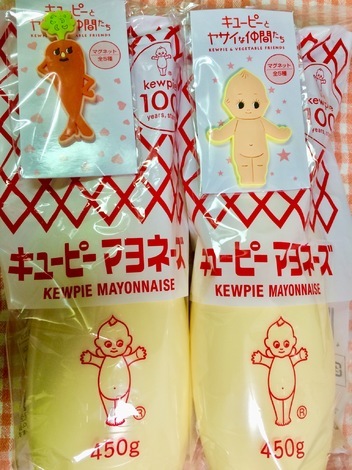 キューピーと
ヤサイな仲間たち
KEWPIE & VEGETABLE FRIENDS
マグネット
全5種
キューピーと
ヤサイな仲間たち
KEWPIE & VEGETABLE FRIENDS
マグネット
全5種
kewpie
100
kewpie
100
years,
キユーピー マヨネーズ
KEWPIE MAYONNAISE
キユーピー マヨネーズ
KEWPIE MAYONNAISE
®
450g
®
450g